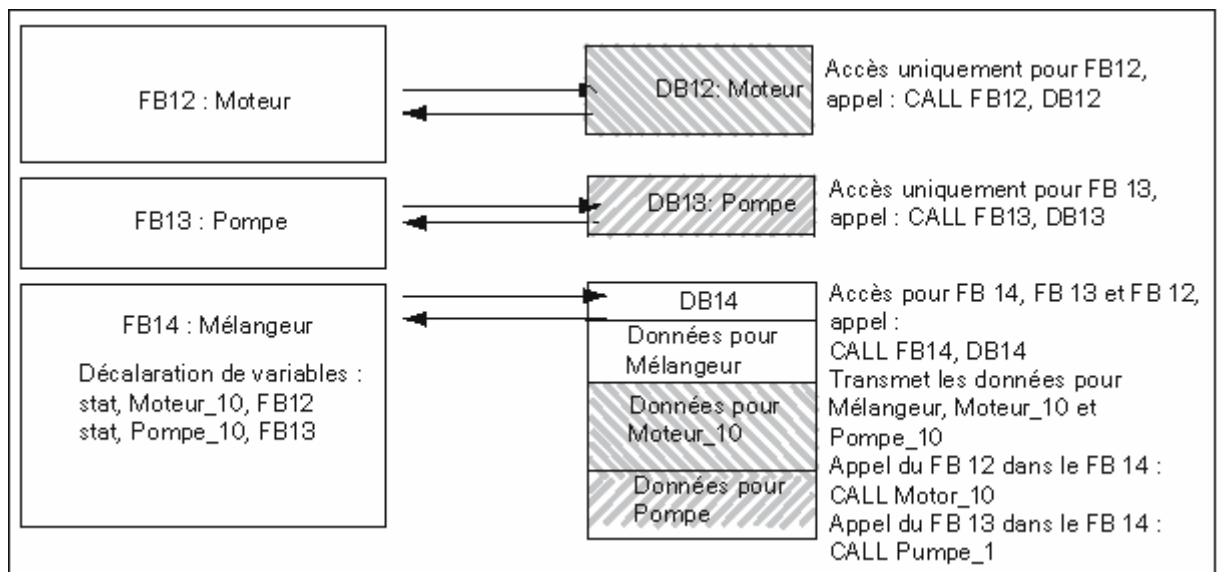 FB12 : Moteur
DB12: Moteur
Accès uniquement pour FB12,
appel : CALL FB12, DB12
FB13 : Pompe
DB13: Pompe
Accès uniquement pour FB 13,
appel : CALL FB13, DB13
FB14 : Mélangeur
Décalaration de variables :
stat, Moteur_10, FB12
stat, Pompe_10, FB13
DB14
Données pour
Mélangeur
Données pour
Moteur_10
Données pour
Pompe
Accès pour FB 14, FB 13 et FB 12,
appel :
CALL FB14, DB14
Transmet les données pour
Mélangeur, Moteur_10 et
Pompe_10
Appel du FB 12 dans le FB 14 :
CALL Motor_10
Appel du FB 13 dans le FB 14 :
CALL Pumpe_1